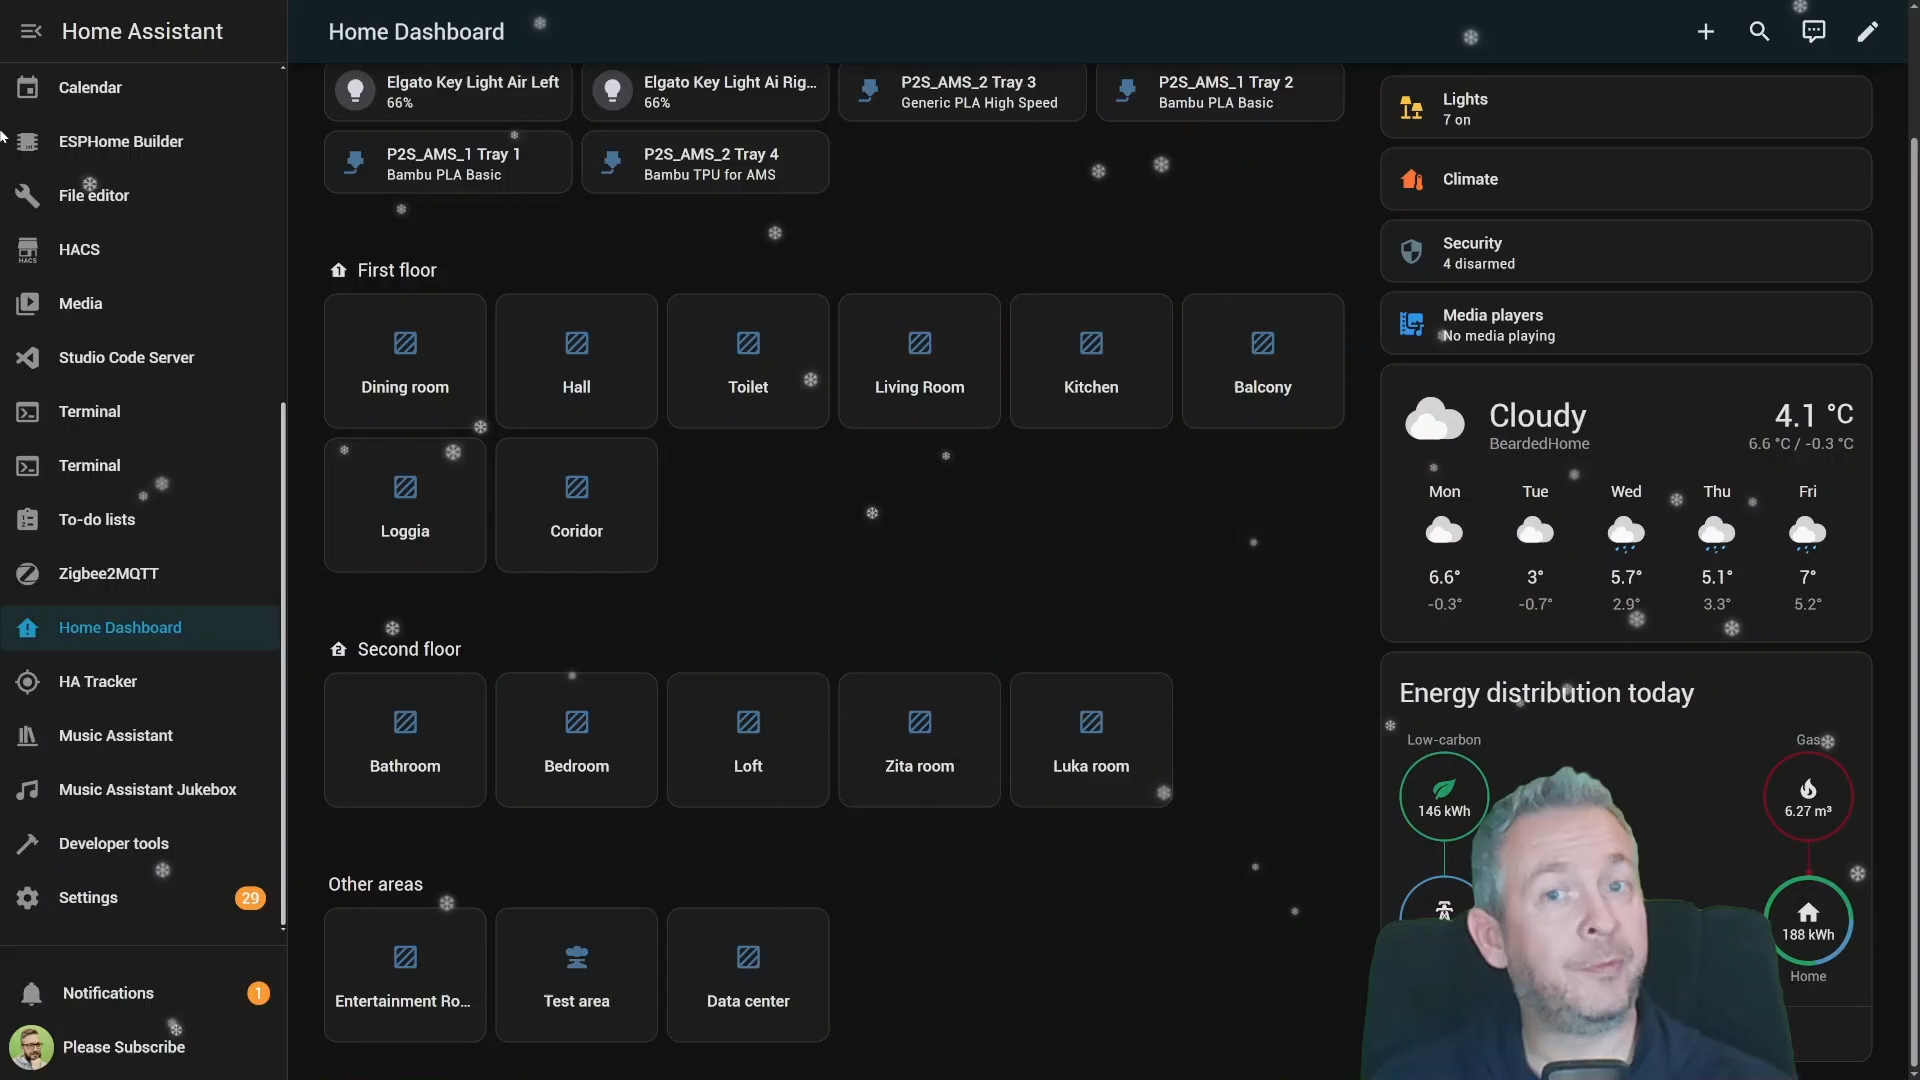 Home Assistant
Calendar
ESPHome Builder
File editor
HACS
HACS
Media
Studio Code Server
Terminal
Terminal
To-do lists
Zigbee2MQTT
Home Dashboard
HA Tracker
Music Assistant
Music Assistant Jukebox
Developer tools
Settings
29
Notifications
1
Please Subscribe
Home Dashboard
Elgato Key Light Air Left
66%
Elgato Key Light Ai Rig...
66%
P2S_AMS_2 Tray 3
Generic PLA High Speed
P2S_AMS_1 Tray 2
Bambu PLA Basic
P2S_AMS_1 Tray 1
Bambu PLA Basic
P2S_AMS_2 Tray 4
Bambu TPU for AMS
First floor
Dining room
Hall
Toilet
Living Room
Kitchen
Balcony
Loggia
Coridor
Second floor
Bathroom
Bedroom
Loft
Zita room
Luka room
Other areas
Entertainment Ro...
Test area
Data center
Lights
7 on
Climate
Security
4 disarmed
Media players
No media playing
Cloudy
BeardedHome
4.1 °C
6.6 °C / -0.3 °C
Mon
Tue
Wed
Thu
Fri
6.6°
3°
5.7°
5.1°
7°
-0.3°
-0.7°
2.9°
3.3°
5.2°
Energy distribution today
Low-carbon
Gas
146 kWh
6.27 m³
188 kWh
Home